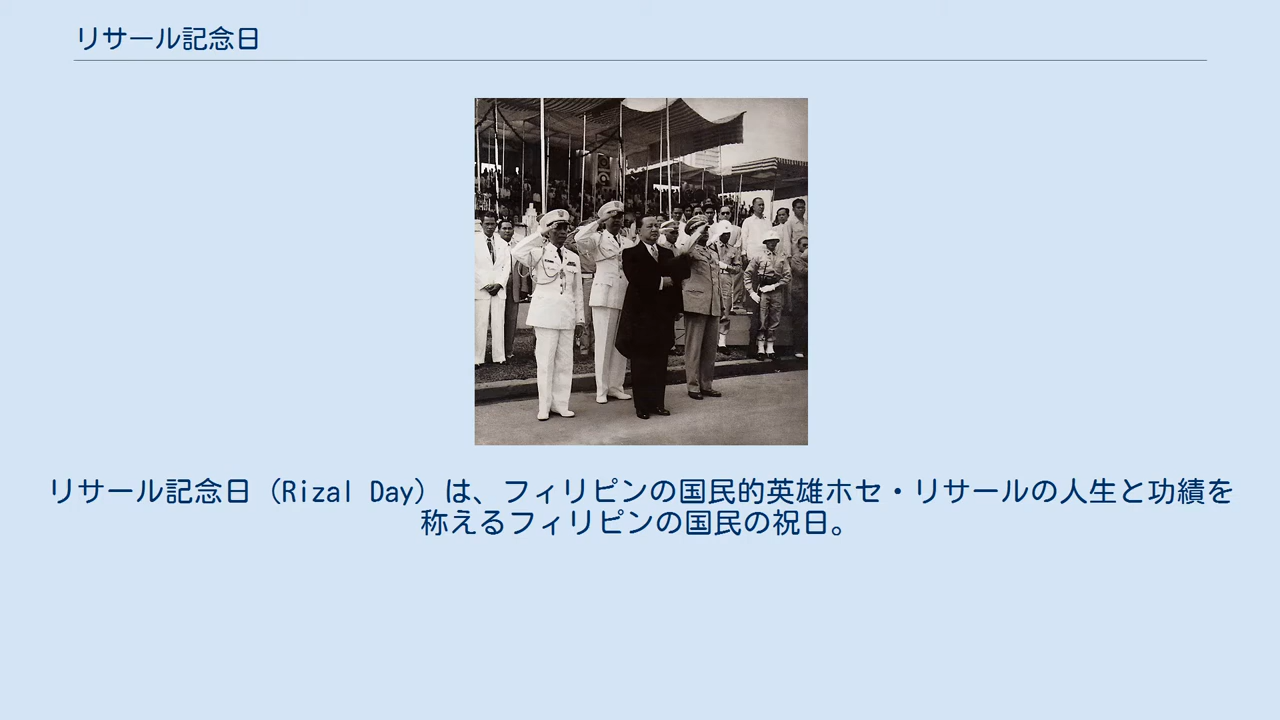 リサール記念日
リサール記念日（Rizal Day）は、フィリピンの国民的英雄ホセ・リサールの人生と功績を
称えるフィリピンの国民の祝日。